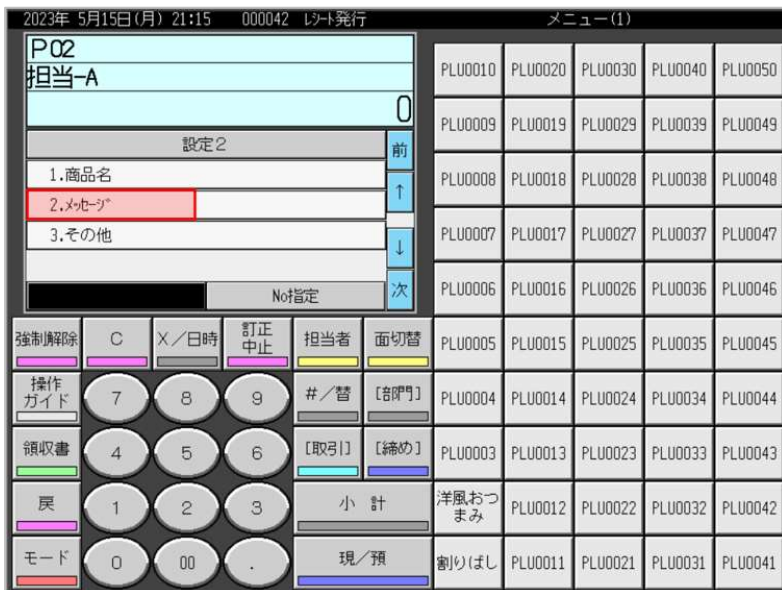 2023年 5月15日(月) 21:15 000042 ﾚｼｰﾄ発行 メニュー(1)
P02
担当-A
0
設定2
前
1.商品名
↑
2.ﾒｯｾｰｼﾞ
3.その他
↓
No指定
次
強制解除 C X/日時 訂正中止 担当者 面切替
操作ガイド 7 8 9 #/替 [部門]
領収書 4 5 6 [取引] [締め]
戻 1 2 3 小計
モード 0 00 . 現/預
PLU0010 PLU0020 PLU0030 PLU0040 PLU0050
PLU0009 PLU0019 PLU0029 PLU0039 PLU0049
PLU0008 PLU0018 PLU0028 PLU0038 PLU0048
PLU0007 PLU0017 PLU0027 PLU0037 PLU0047
PLU0006 PLU0016 PLU0026 PLU0036 PLU0046
PLU0005 PLU0015 PLU0025 PLU0035 PLU0045
PLU0004 PLU0014 PLU0024 PLU0034 PLU0044
PLU0003 PLU0013 PLU0023 PLU0033 PLU0043
洋風おつまみ PLU0012 PLU0022 PLU0032 PLU0042
割りばし PLU0011 PLU0021 PLU0031 PLU0041